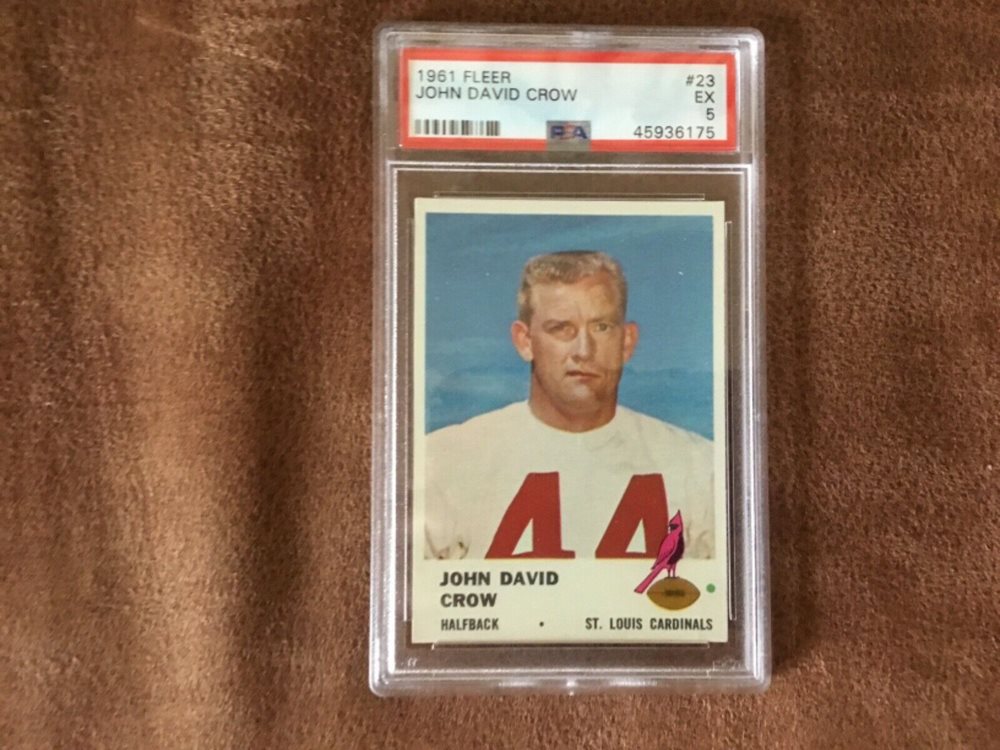 1961 FLEER #23
JOHN DAVID CROW EX
5
PSA 45936175
44
JOHN DAVID
CROW
HALFBACK • ST. LOUIS CARDINALS